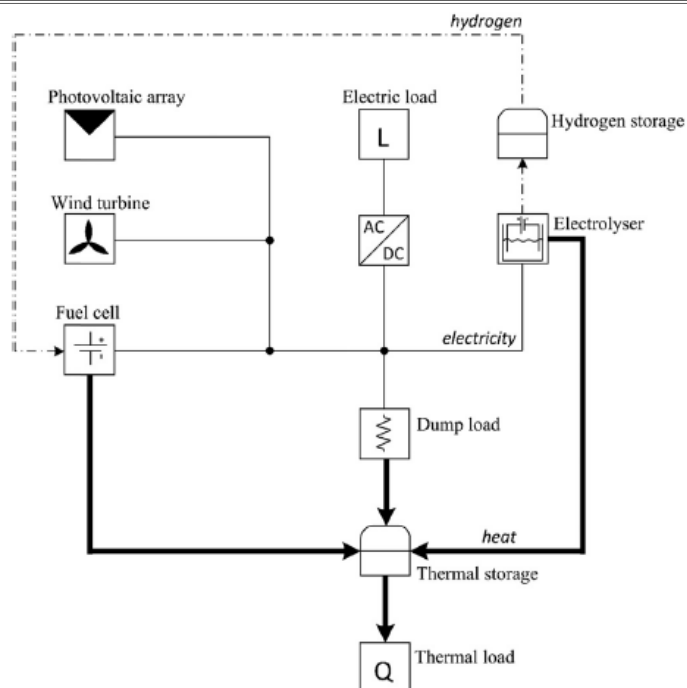 hydrogen
Photovoltaic array
Electric load
L
Hydrogen storage
Wind turbine
AC
DC
Electrolyser
Fuel cell
electricity
Dump load
heat
Thermal storage
Thermal load
Q